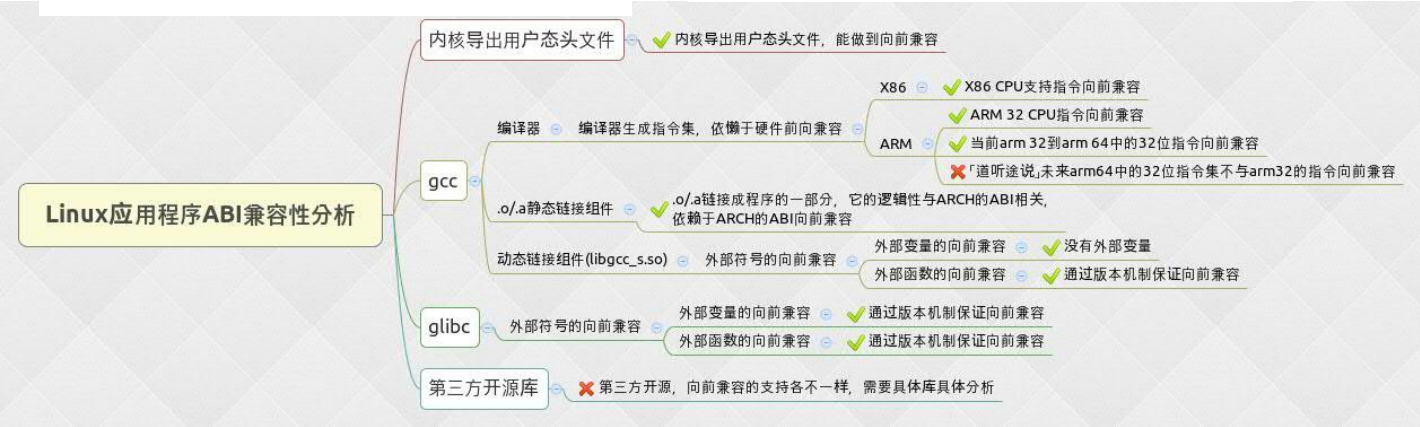 Linux应用程序ABI兼容性分析
内核导出用户态头文件
内核导出用户态头文件，能做到向前兼容
gcc
编译器
编译器生成指令集，依懒于硬件前向兼容
X86
X86 CPU支持指令向前兼容
ARM
ARM 32 CPU指令向前兼容
当前arm 32到arm 64中的32位指令向前兼容
「道听途说」未来arm64中的32位指令集不与arm32的指令向前兼容
.o/.a静态链接组件
.o/.a链接成程序的一部分，它的逻辑性与ARCH的ABI相关，
依赖于ARCH的ABI向前兼容
动态链接组件(libgcc_s.so)
外部符号的向前兼容
外部变量的向前兼容
没有外部变量
外部函数的向前兼容
通过版本机制保证向前兼容
glibc
外部符号的向前兼容
外部变量的向前兼容
通过版本机制保证向前兼容
外部函数的向前兼容
通过版本机制保证向前兼容
第三方开源库
第三方开源，向前兼容的支持各不一样，需要具体库具体分析